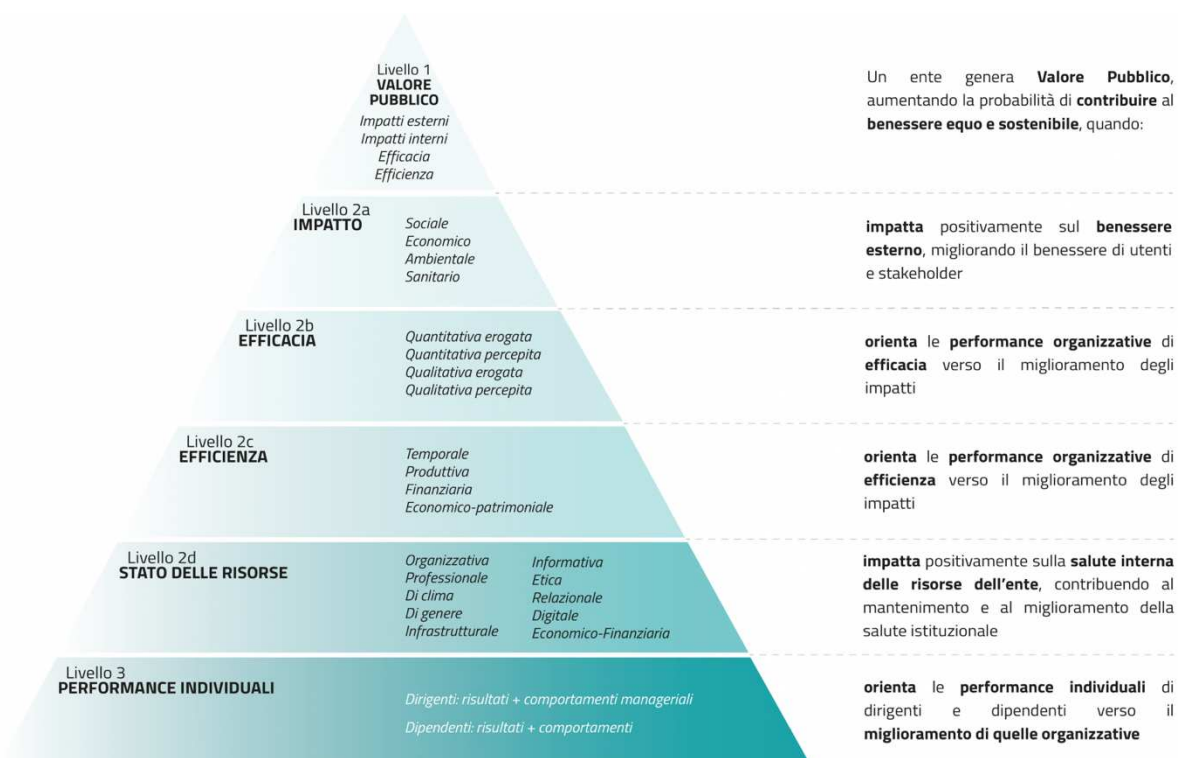 Livello 1
VALORE
PUBBLICO
Impatti esterni
Impatti interni
Efficacia
Efficienza
Un ente genera Valore Pubblico,
aumentando la probabilità di contribuire al
benessere equo e sostenibile, quando:
Livello 2a
IMPATTO
Sociale
Economico
Ambientale
Sanitario
impatta positivamente sul benessere
esterno, migliorando il benessere di utenti
e stakeholder
Livello 2b
EFFICACIA
Quantitativa erogata
Quantitativa percepita
Qualitativa erogata
Qualitativa percepita
orienta le performance organizzative di
efficacia verso il miglioramento degli
impatti
Livello 2c
EFFICIENZA
Temporale
Produttiva
Finanziaria
Economico-patrimoniale
orienta le performance organizzative di
efficienza verso il miglioramento degli
impatti
Livello 2d
STATO DELLE RISORSE
Organizzativa
Professionale
Di clima
Di genere
Infrastrutturale
Informativa
Etica
Relazionale
Digitale
Economico-Finanziaria
impatta positivamente sulla salute interna
delle risorse dell'ente, contribuendo al
mantenimento e al miglioramento della
salute istituzionale
Livello 3
PERFORMANCE INDIVIDUALI
Dirigenti: risultati + comportamenti manageriali
Dipendenti: risultati + comportamenti
orienta le performance individuali di
dirigenti e dipendenti verso il
miglioramento di quelle organizzative